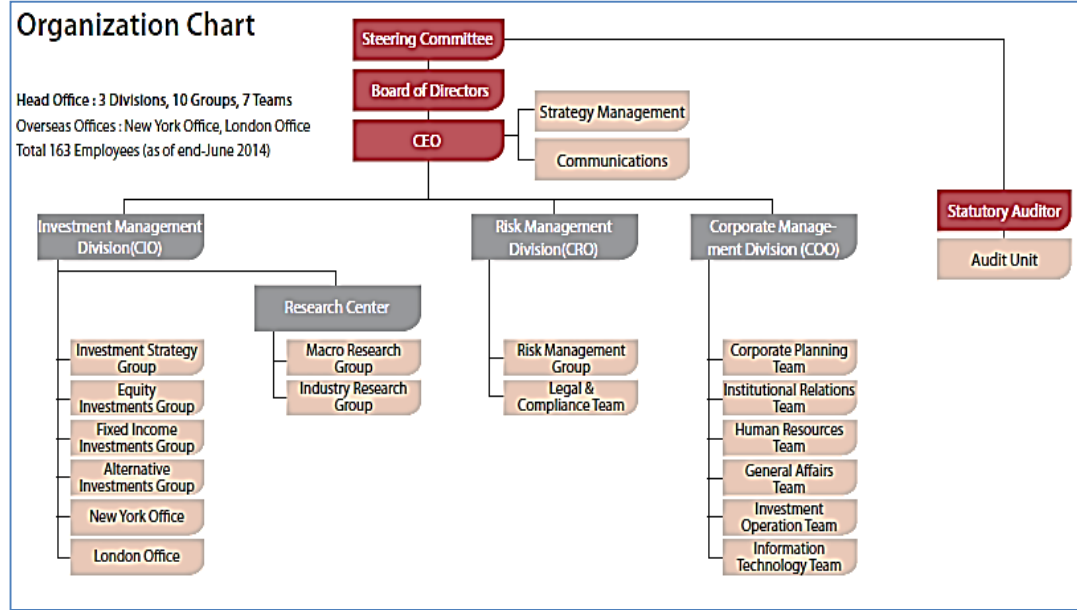 Organization Chart
Head Office : 3 Divisions, 10 Groups, 7 Teams
Overseas Offices : New York Office, London Office
Total 163 Employees (as of end-June 2014)
Steering Committee
Board of Directors
CEO
Strategy Management
Communications
Statutory Auditor
Audit Unit
Investment Management
Division(CIO)
Research Center
Investment Strategy
Group
Equity
Investments Group
Fixed Income
Investments Group
Alternative
Investments Group
New York Office
London Office
Macro Research
Group
Industry Research
Group
Risk Management
Division(CRO)
Risk Management
Group
Legal &
Compliance Team
Corporate Manage-
ment Division (COO)
Corporate Planning
Team
Institutional Relations
Team
Human Resources
Team
General Affairs
Team
Investment
Operation Team
Information
Technology Team